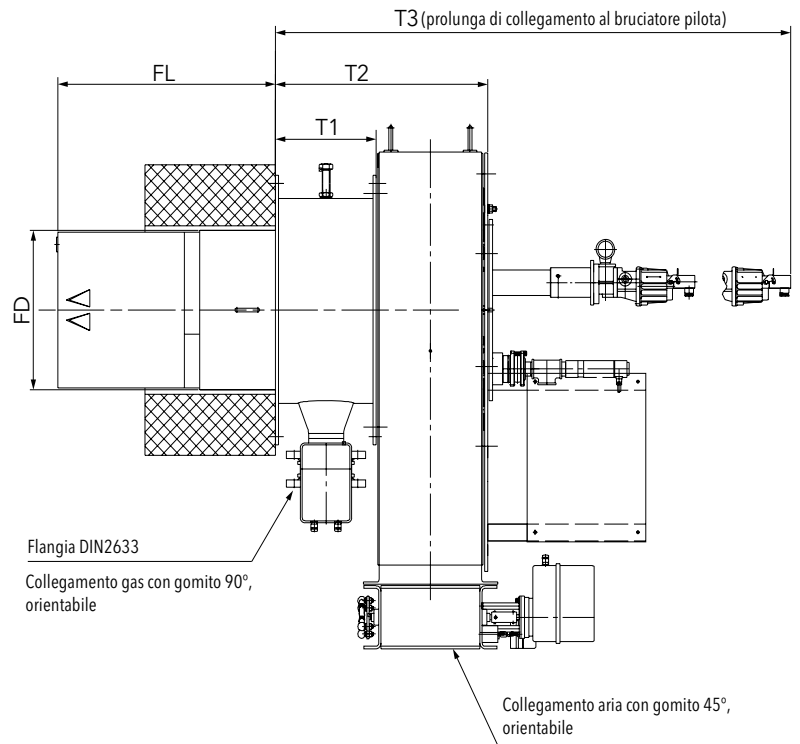 T3 (prolunga di collegamento al bruciatore pilota)
FL
T2
T1
FD
Flangia DIN2633
Collegamento gas con gomito 90°,
orientabile
Collegamento aria con gomito 45°,
orientabile